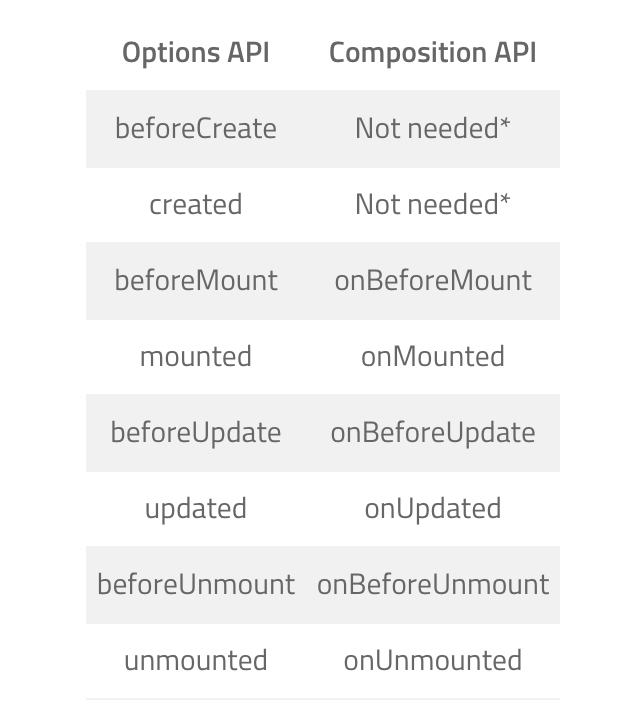 Options API Composition API
beforeCreate Not needed*
created Not needed*
beforeMount onBeforeMount
mounted onMounted
beforeUpdate onBeforeUpdate
updated onUpdated
beforeUnmount onBeforeUnmount
unmounted onUnmounted